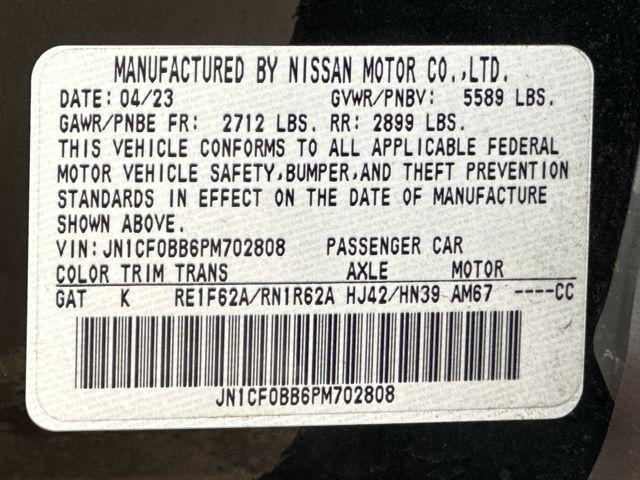 MANUFACTURED BY NISSAN MOTOR CO.,LTD.
DATE: 04/23 GVWR/PNBV: 5589 LBS.
GAWR/PNBE FR: 2712 LBS. RR: 2899 LBS.
THIS VEHICLE CONFORMS TO ALL APPLICABLE FEDERAL
MOTOR VEHICLE SAFETY,BUMPER,AND THEFT PREVENTION
STANDARDS IN EFFECT ON THE DATE OF MANUFACTURE
SHOWN ABOVE.
VIN: JN1CF0BB6PM702808 PASSENGER CAR
COLOR TRIM TRANS AXLE MOTOR
GAT K RE1F62A/RN1R62A HJ42/HN39 AM67 ----CC
JN1CF0BB6PM702808